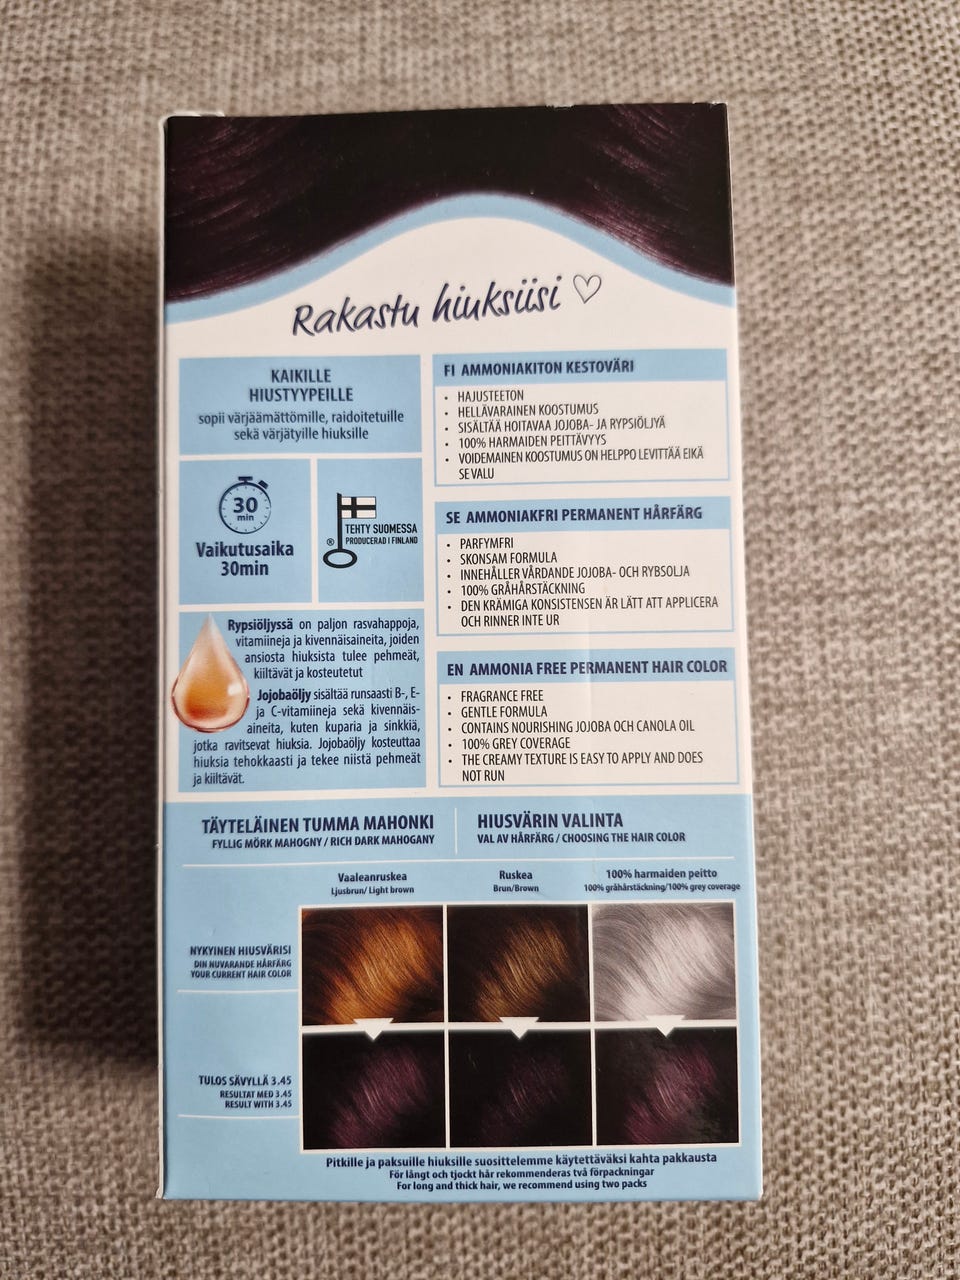 Rakastu hiuksiisi
KAIKILLE
HIUSTYYPEILLE
sopii värjäämättömille, raidoitetuille
sekä värjätyille hiuksille
30
min
Vaikutusaika
30min
TEHTY SUOMESSA
® PRODUCERAD I FINLAND
Rypsiöljyssä on paljon rasvahappoja,
vitamiineja ja kivennäisaineita, joiden
ansiosta hiuksista tulee pehmeät,
kiiltävät ja kosteutetut
Jojobaöljy sisältää runsaasti B-, E-
ja C-vitamiineja sekä kivennäis-
aineita, kuten kuparia ja sinkkiä,
jotka ravitsevat hiuksia. Jojobaöljy kosteuttaa
hiuksia tehokkaasti ja tekee niistä pehmeät
ja kiiltävät.
FI AMMONIAKITON KESTOVÄRI
• HAJUSTEETON
• HELLÄVARAINEN KOOSTUMUS
• SISÄLTÄÄ HOITAVAA JOJOBA- JA RYPSIÖLJYÄ
• 100% HARMAIDEN PEITTÄVYYS
• VOIDEMAINEN KOOSTUMUS ON HELPPO LEVITTÄÄ EIKÄ
SE VALU
SE AMMONIAKFRI PERMANENT HÅRFÄRG
• PARFYMFRI
• SKONSAM FORMULA
• INNEHÅLLER VÅRDANDE JOJOBA- OCH RYBSOLJA
• 100% GRÅHÅRSTÄCKNING
• DEN KRÄMIGA KONSISTENSEN ÄR LÄTT ATT APPLICERA
OCH RINNER INTE UR
EN AMMONIA FREE PERMANENT HAIR COLOR
• FRAGRANCE FREE
• GENTLE FORMULA
• CONTAINS NOURISHING JOJOBA OCH CANOLA OIL
• 100% GREY COVERAGE
• THE CREAMY TEXTURE IS EASY TO APPLY AND DOES
NOT RUN
TÄYTELÄINEN TUMMA MAHONKI
FYLLIG MÖRK MAHOGNY / RICH DARK MAHOGANY
HIUSVÄRIN VALINTA
VAL AV HÅRFÄRG / CHOOSING THE HAIR COLOR
Vaaleanruskea
Ljusbrun/ Light brown
Ruskea
Brun/Brown
100% harmaiden peitto
100% gråhårstäckning/100% grey coverage
NYKYINEN HIUSVÄRISI
DIN NUVARANDE HÅRFÄRG
YOUR CURRENT HAIR COLOR
TULOS SÄVYLLÄ 3.45
RESULTAT MED 3.45
RESULT WITH 3.45
Pitkille ja paksuille hiuksille suosittelemme käytettäväksi kahta pakkausta
För långt och tjockt hår rekommenderas två förpackningar
For long and thick hair, we recommend using two packs